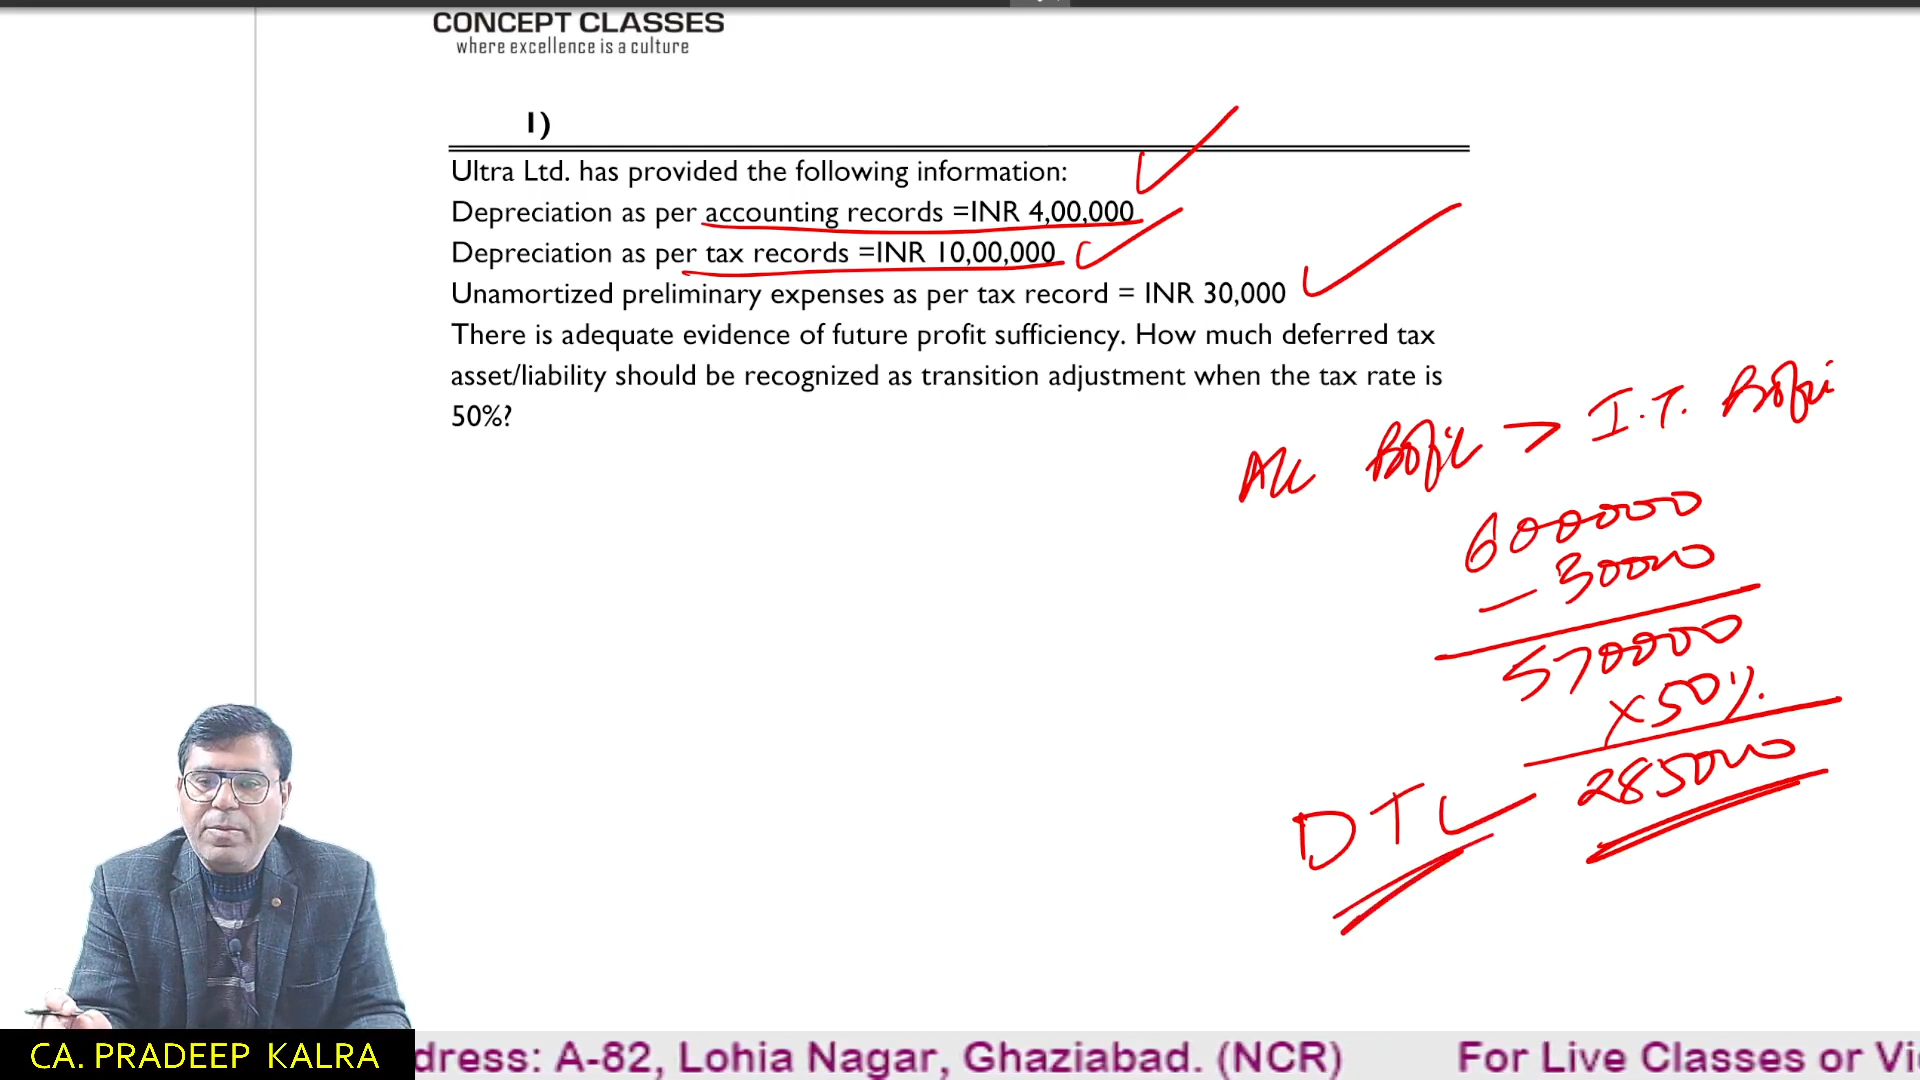 CONCEPT CLASSES
where excellence is a culture
1)
Ultra Ltd. has provided the following information:
Depreciation as per accounting records =INR 4,00,000
Depreciation as per tax records =INR 10,00,000
Unamortized preliminary expenses as per tax record = INR 30,000
There is adequate evidence of future profit sufficiency. How much deferred tax
asset/liability should be recognized as transition adjustment when the tax rate is
50%?
Acc Profit > I.T. Profit
600000
- 30000
570000
x50%
285000
DTL
CA. PRADEEP KALRA
dress: A-82, Lohia Nagar, Ghaziabad. (NCR) For Live Classes or Vi